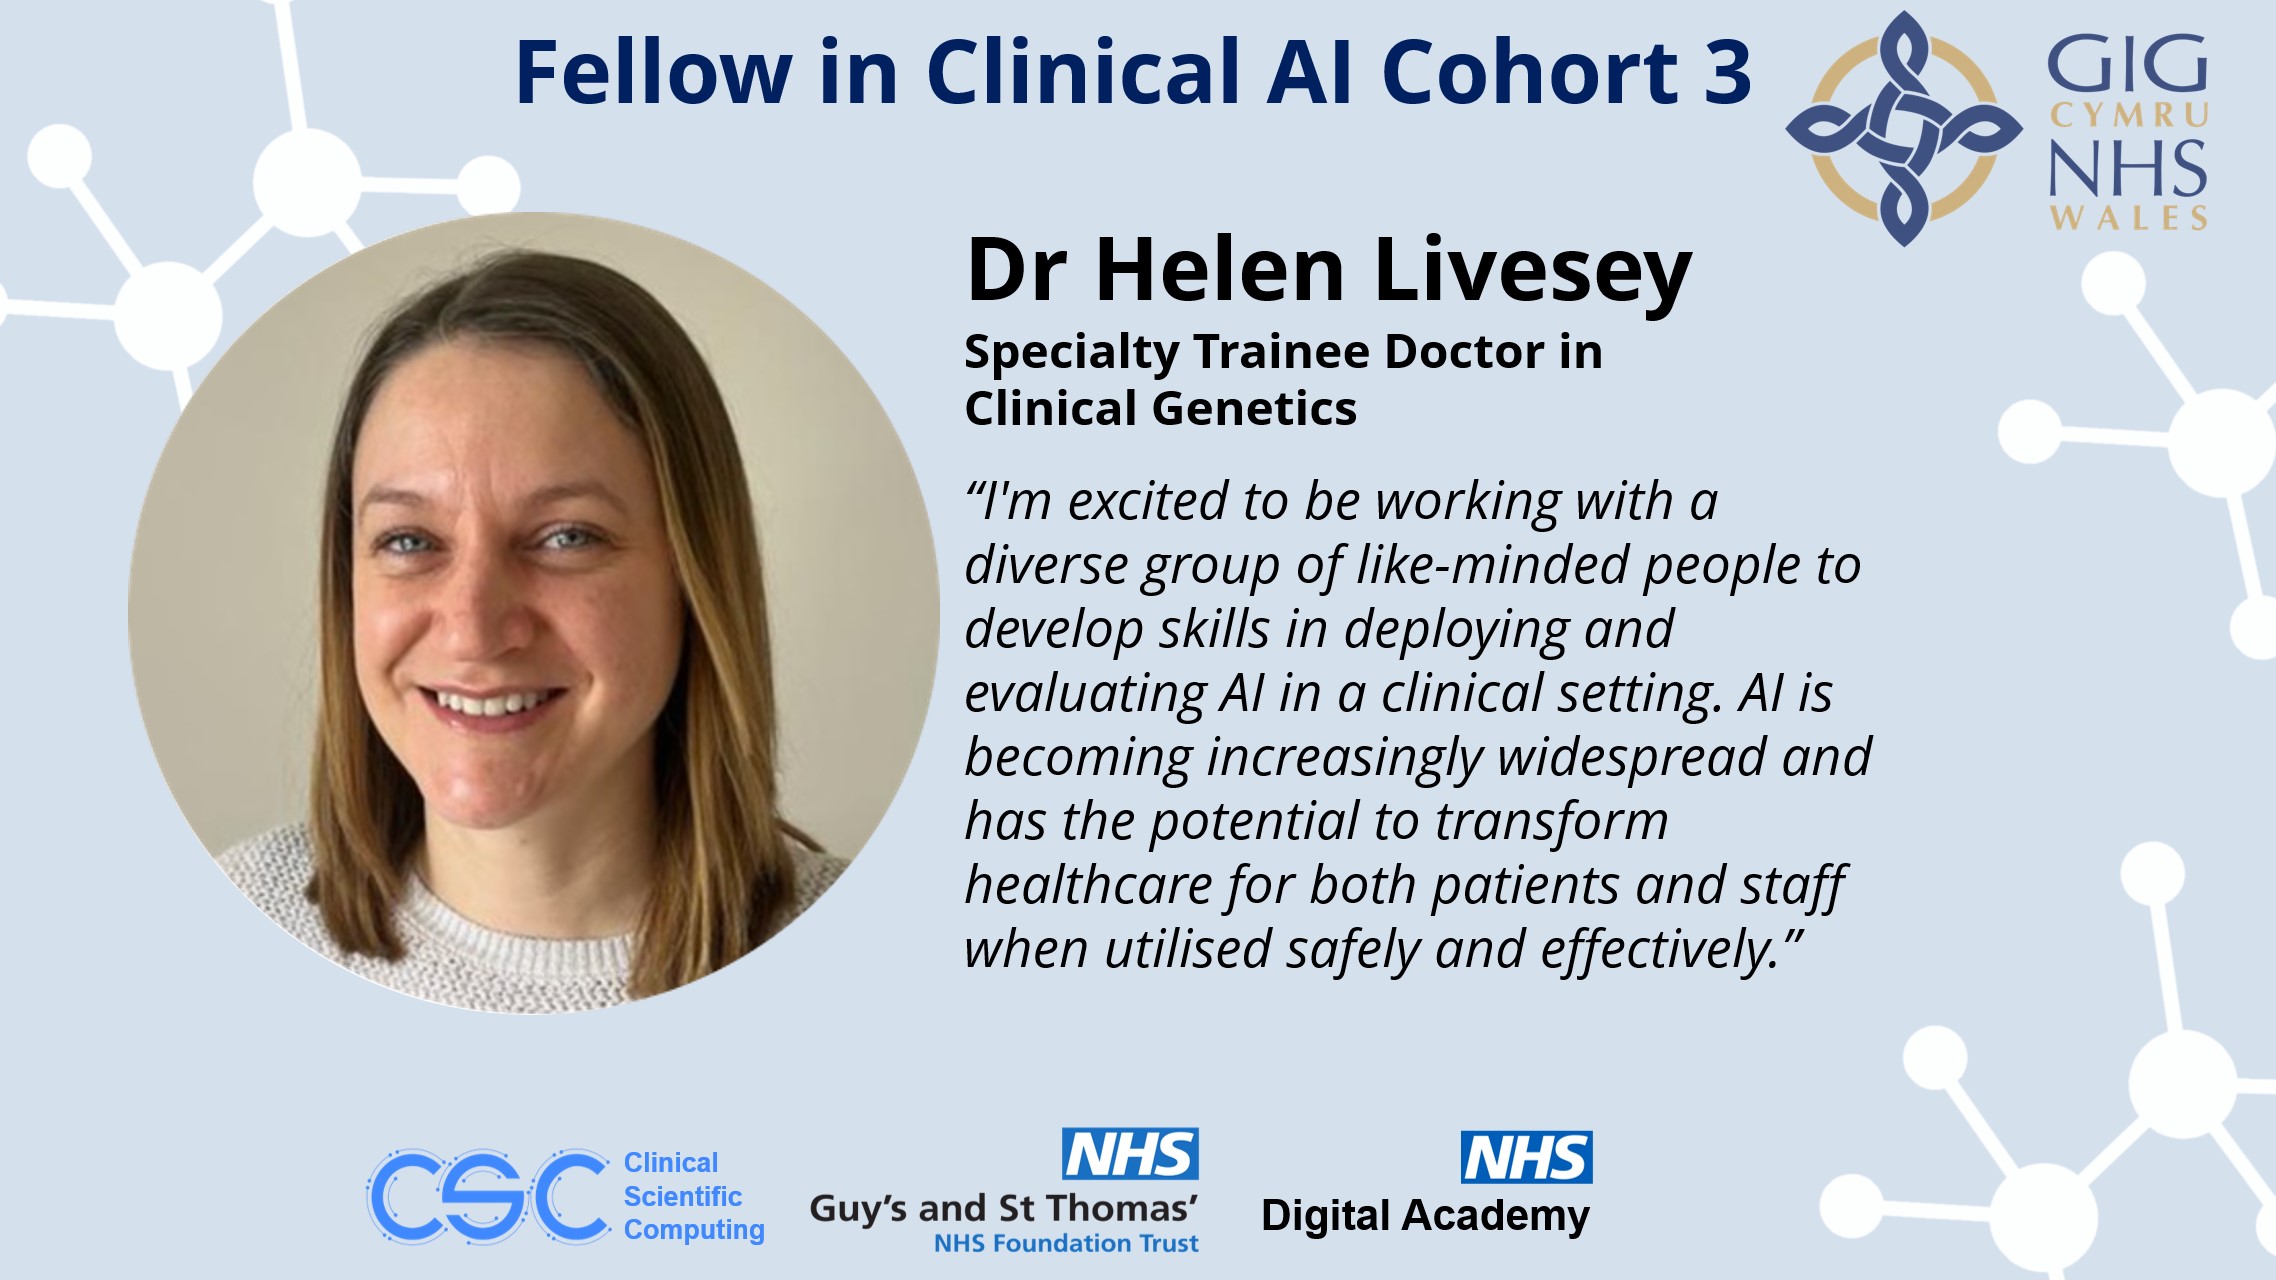 Fellow in Clinical AI Cohort 3
GIG
CYMRU
NHS
WALES
Dr Helen Livesey
Specialty Trainee Doctor in
Clinical Genetics
“I'm excited to be working with a
diverse group of like-minded people to
develop skills in deploying and
evaluating AI in a clinical setting. AI is
becoming increasingly widespread and
has the potential to transform
healthcare for both patients and staff
when utilised safely and effectively.”
CSC
Clinical
Scientific
Computing
NHS
Guy’s and St Thomas’
NHS Foundation Trust
NHS
Digital Academy